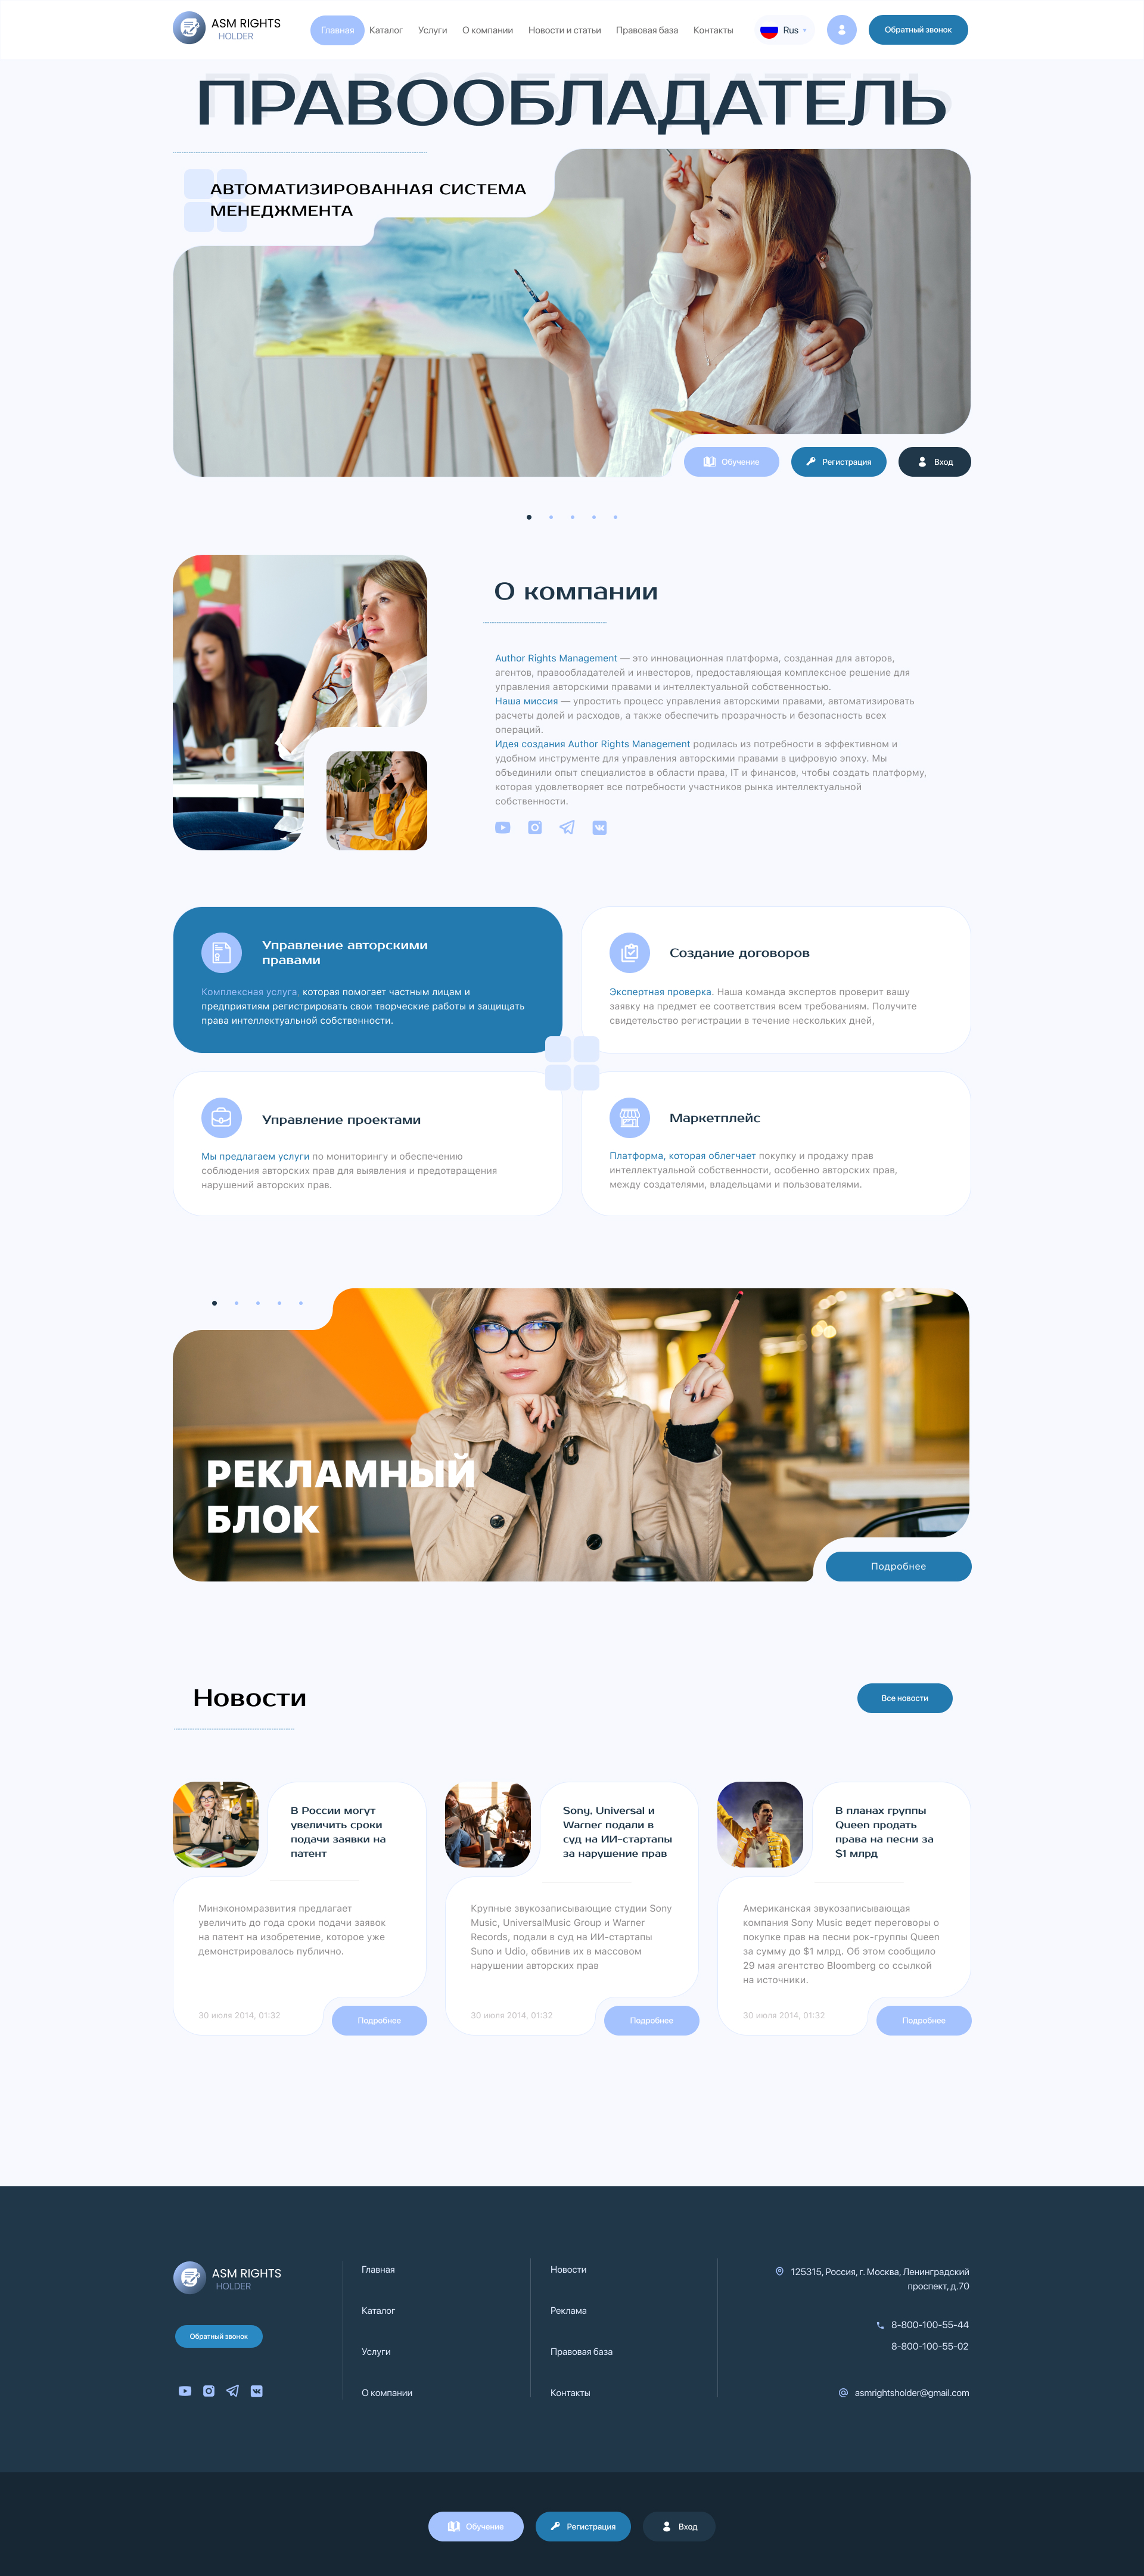 ASM RIGHTS
HOLDER
Главная
Каталог
Услуги
О компании
Новости и статьи
Правовая база
Контакты
Rus
Обратный звонок
ПРАВООБЛАДАТЕЛЬ
АВТОМАТИЗИРОВАННАЯ СИСТЕМА
МЕНЕДЖМЕНТА
Обучение
Регистрация
Вход
О компании
Author Rights Management — это инновационная платформа, созданная для авторов,
агентов, правообладателей и инвесторов, предоставляющая комплексное решение для
управления авторскими правами и интеллектуальной собственностью.
Наша миссия — упростить процесс управления авторскими правами, автоматизировать
расчеты долей и расходов, а также обеспечить прозрачность и безопасность всех
операций.
Идея создания Author Rights Management родилась из потребности в эффективном и
удобном инструменте для управления авторскими правами в цифровую эпоху. Мы
объединили опыт специалистов в области права, IT и финансов, чтобы создать платформу,
которая удовлетворяет все потребности участников рынка интеллектуальной
собственности.
Управление авторскими
правами
Комплексная услуга, которая помогает частным лицам и
предприятиям регистрировать свои творческие работы и защищать
права интеллектуальной собственности.
Создание договоров
Экспертная проверка. Наша команда экспертов проверит вашу
заявку на предмет ее соответствия всем требованиям. Получите
свидетельство регистрации в течение нескольких дней,
Управление проектами
Мы предлагаем услуги по мониторингу и обеспечению
соблюдения авторских прав для выявления и предотвращения
нарушений авторских прав.
Маркетплейс
Платформа, которая облегчает покупку и продажу прав
интеллектуальной собственности, особенно авторских прав,
между создателями, владельцами и пользователями.
РЕКЛАМНЫЙ
БЛОК
Подробнее
Новости
Все новости
В России могут
увеличить сроки
подачи заявки на
патент
Минэкономразвития предлагает
увеличить до года сроки подачи заявок
на патент на изобретение, которое уже
демонстрировалось публично.
30 июля 2014, 01:32
Подробнее
Sony, Universal и
Warner подали в
суд на ИИ-стартапы
за нарушение прав
Крупные звукозаписывающие студии Sony
Music, UniversalMusic Group и Warner
Records, подали в суд на ИИ-стартапы
Suno и Udio, обвинив их в массовом
нарушении авторских прав
30 июля 2014, 01:32
Подробнее
В планах группы
Queen продать
права на песни за
$1 млрд
Американская звукозаписывающая
компания Sony Music ведет переговоры о
покупке прав на песни рок-группы Queen
за сумму до $1 млрд. Об этом сообщило
29 мая агентство Bloomberg со ссылкой
на источники.
30 июля 2014, 01:32
Подробнее
ASM RIGHTS
HOLDER
Обратный звонок
Главная
Каталог
Услуги
О компании
Новости
Реклама
Правовая база
Контакты
125315, Россия, г. Москва, Ленинградский
проспект, д.70
8-800-100-55-44
8-800-100-55-02
asmrightsholder@gmail.com
Обучение
Регистрация
Вход